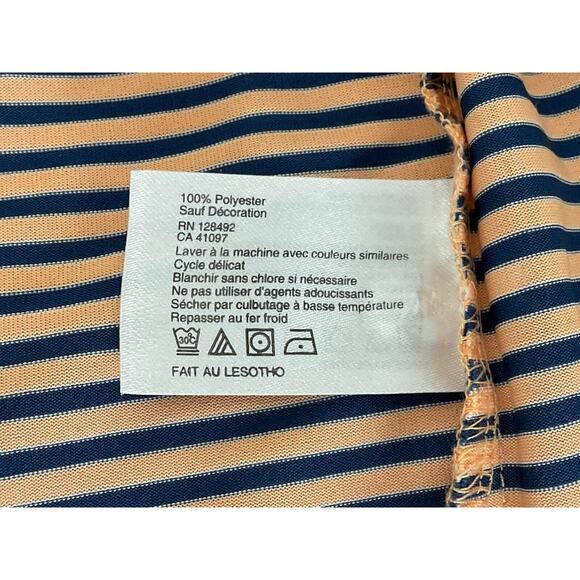 100% Polyester
Sauf Décoration
RN 128492
CA 41097
Laver à la machine avec couleurs similaires
Cycle délicat
Blanchir sans chlore si nécessaire
Ne pas utiliser d'agents adoucissants
Sécher par culbutage à basse température
Repasser au fer froid
30C
FAIT AU LESOTHO